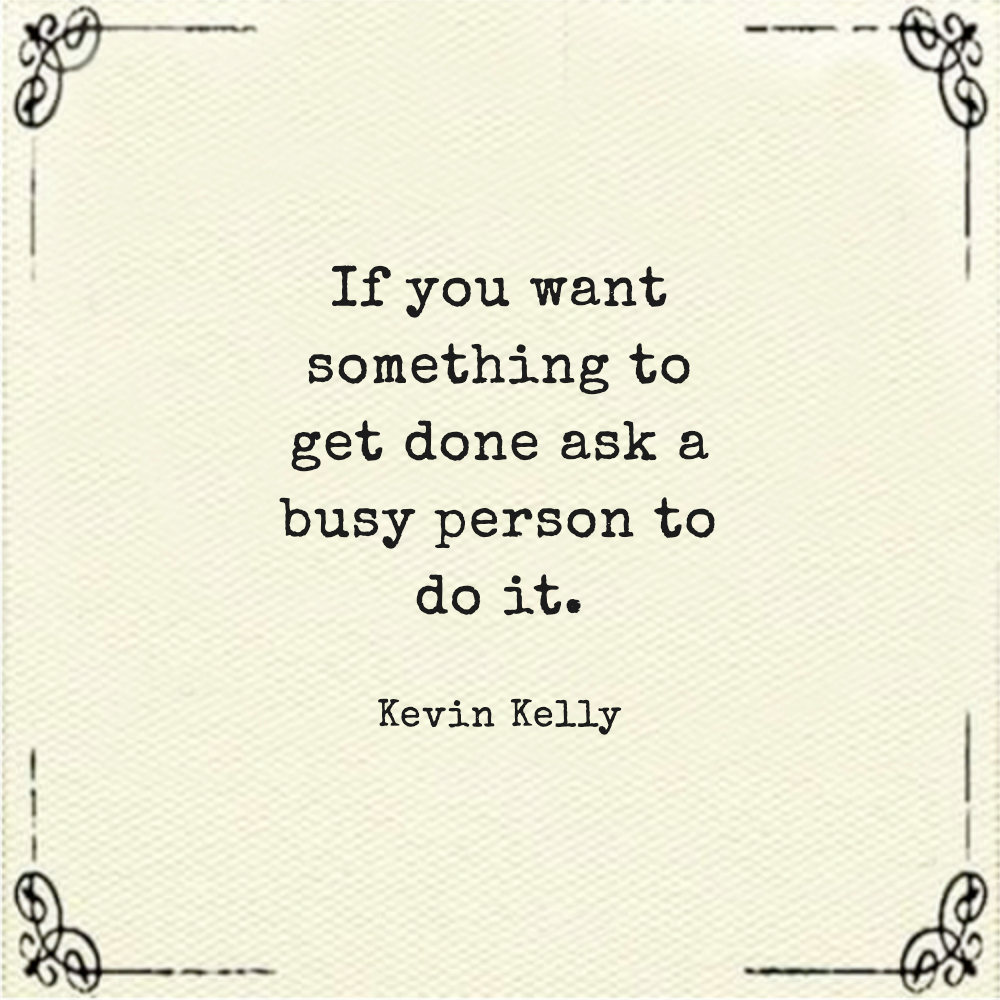 If you want
something to
get done ask a
busy person to
do it.
Kevin Kelly